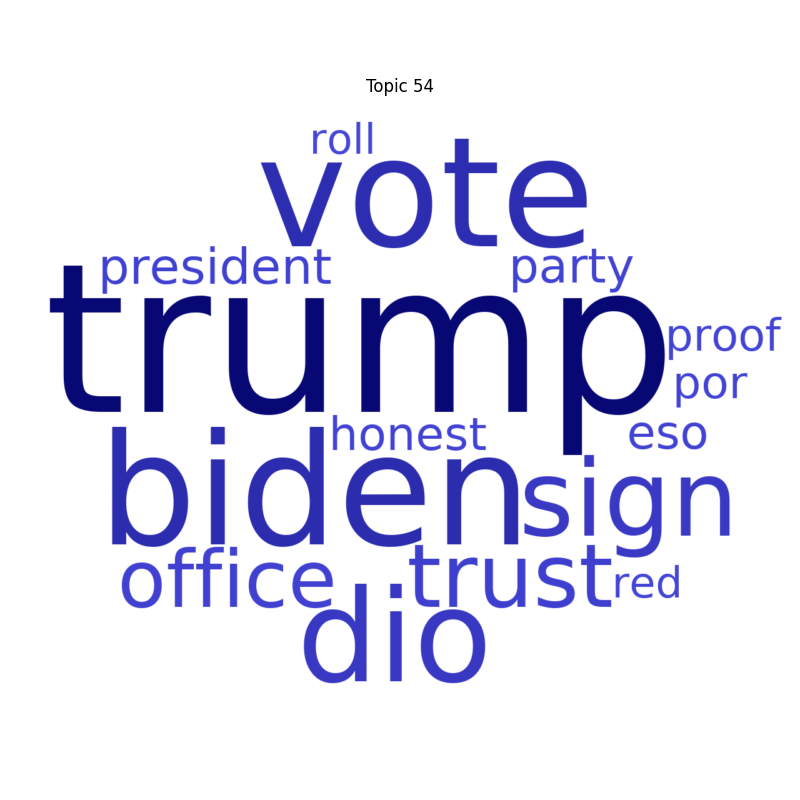 Topic 54
roll
vote
president party
trump
proof
por
honest eso
biden sign
office trust red
dio